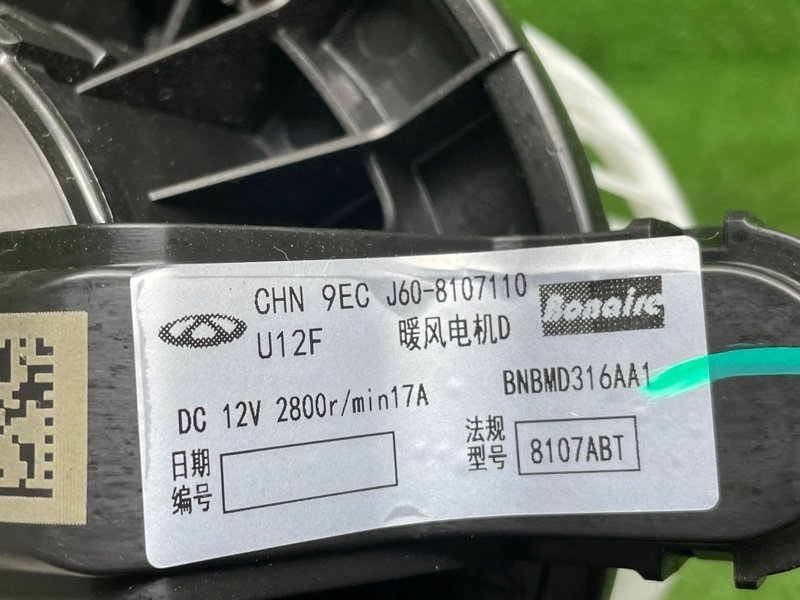 CHN 9EC J60-8107110
U12F 暖风电机D
Bonaire
BNBMD316AA1
DC 12V 2800r/min17A
日期
编号
法规
型号
8107ABT